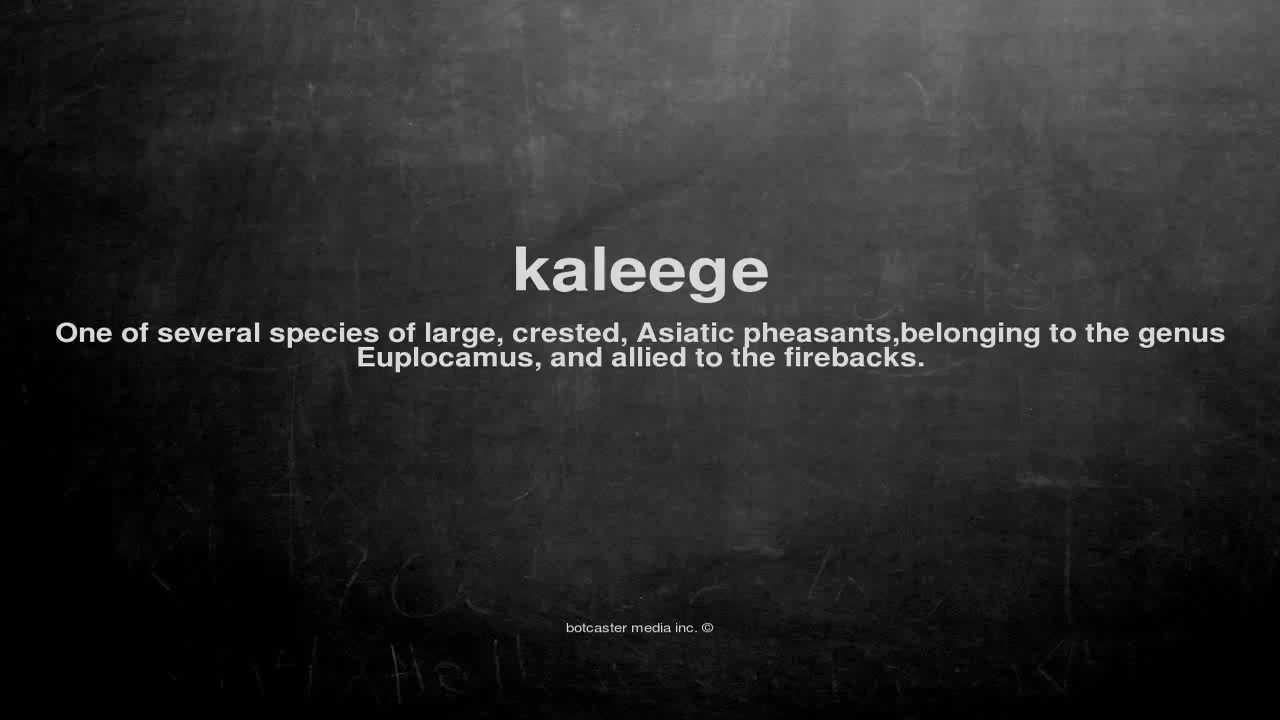 kaleege
One of several species of large, crested, Asiatic pheasants,belonging to the genus
Euplocamus, and allied to the firebacks.
botcaster media inc. ©